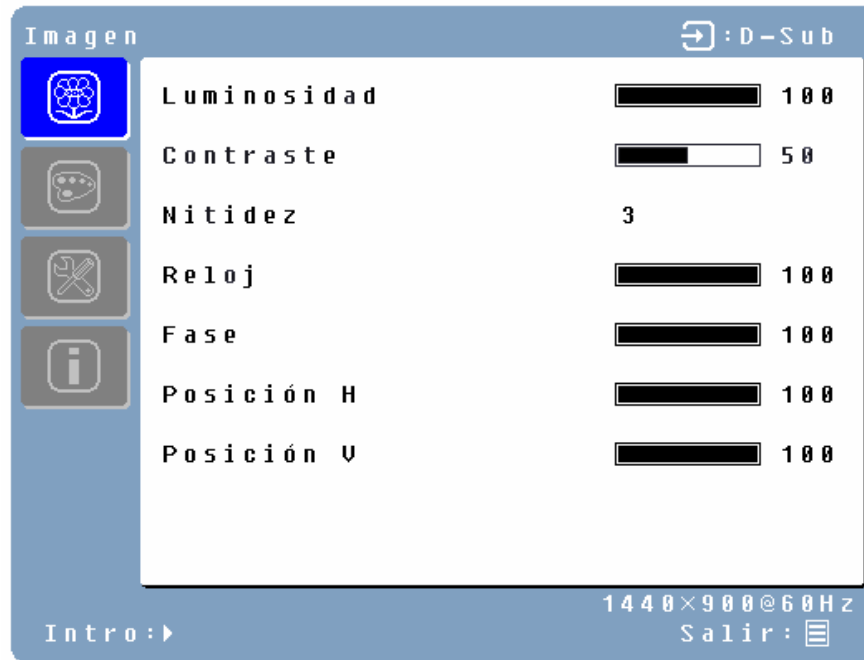 Imagen :D-Sub
Luminosidad 100
Contraste 50
Nitidez 3
Reloj 100
Fase 100
Posición H 100
Posición V 100
1440×900@60Hz
Intro: Salir: